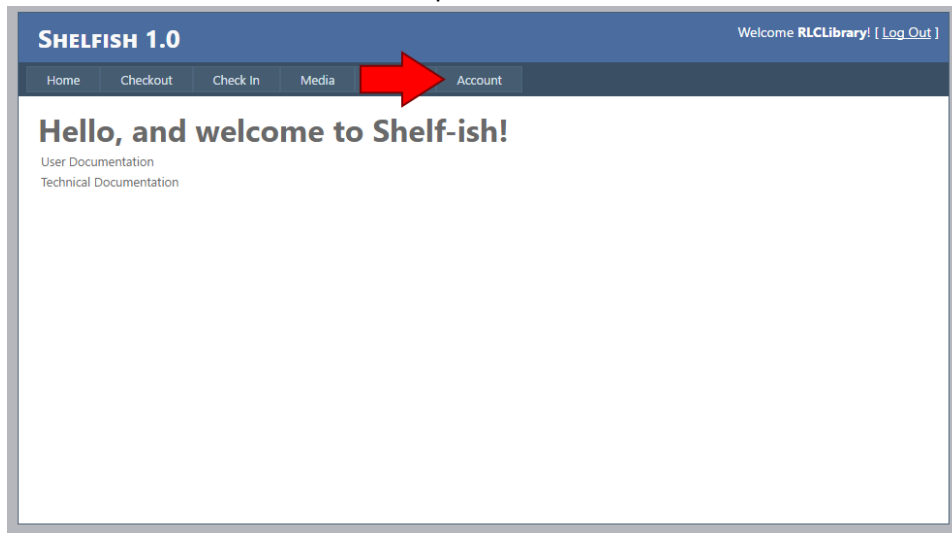 SHELFISH 1.0
Welcome RLCLibrary! [ Log Out ]
Home Checkout Check In Media Account
Hello, and welcome to Shelf-ish!
User Documentation
Technical Documentation